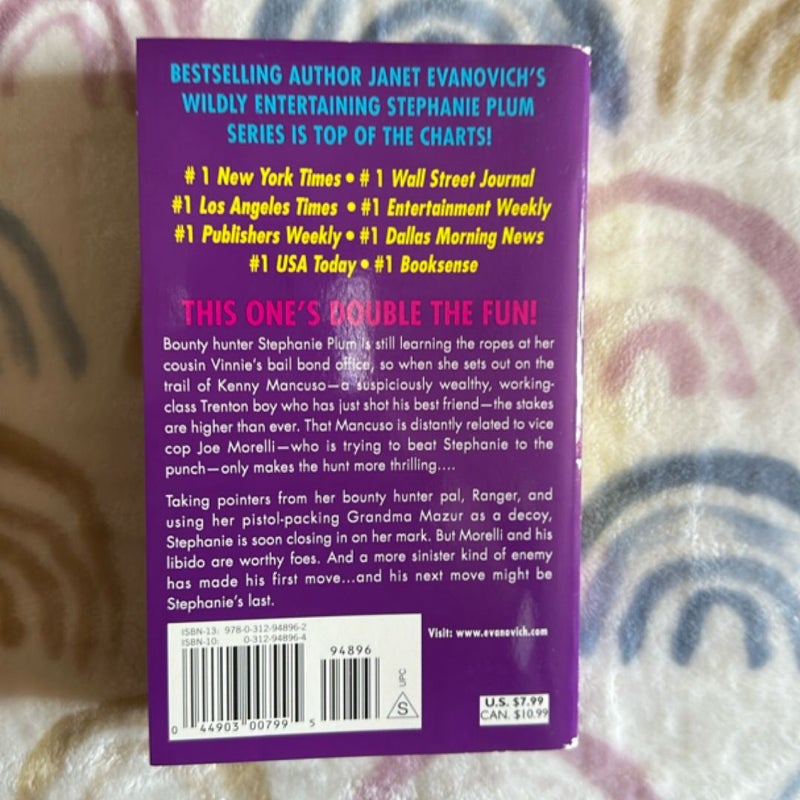 BESTSELLING AUTHOR JANET EVANOVICH'S
WILDLY ENTERTAINING STEPHANIE PLUM
SERIES IS TOP OF THE CHARTS!
# 1 New York Times • # 1 Wall Street Journal
#1 Los Angeles Times • #1 Entertainment Weekly
#1 Publishers Weekly • #1 Dallas Morning News
#1 USA Today • #1 Booksense
THIS ONE'S DOUBLE THE FUN!
Bounty hunter Stephanie Plum is still learning the ropes at her
cousin Vinnie's bail bond office, so when she sets out on the
trail of Kenny Mancuso—a suspiciously wealthy, working-
class Trenton boy who has just shot his best friend—the stakes
are higher than ever. That Mancuso is distantly related to vice
cop Joe Morelli—who is trying to beat Stephanie to the
punch—only makes the hunt more thrilling....
Taking pointers from her bounty hunter pal, Ranger, and
using her pistol-packing Grandma Mazur as a decoy,
Stephanie is soon closing in on her mark. But Morelli and his
libido are worthy foes. And a more sinister kind of enemy
has made his first move...and his next move might be
Stephanie's last.
ISBN-13: 978-0-312-94896-2
ISBN-10: 0-312-94896-4
94896
UPC
S
0 44903 00799 5
Visit: www.evanovich.com
U.S. $7.99
CAN. $10.99